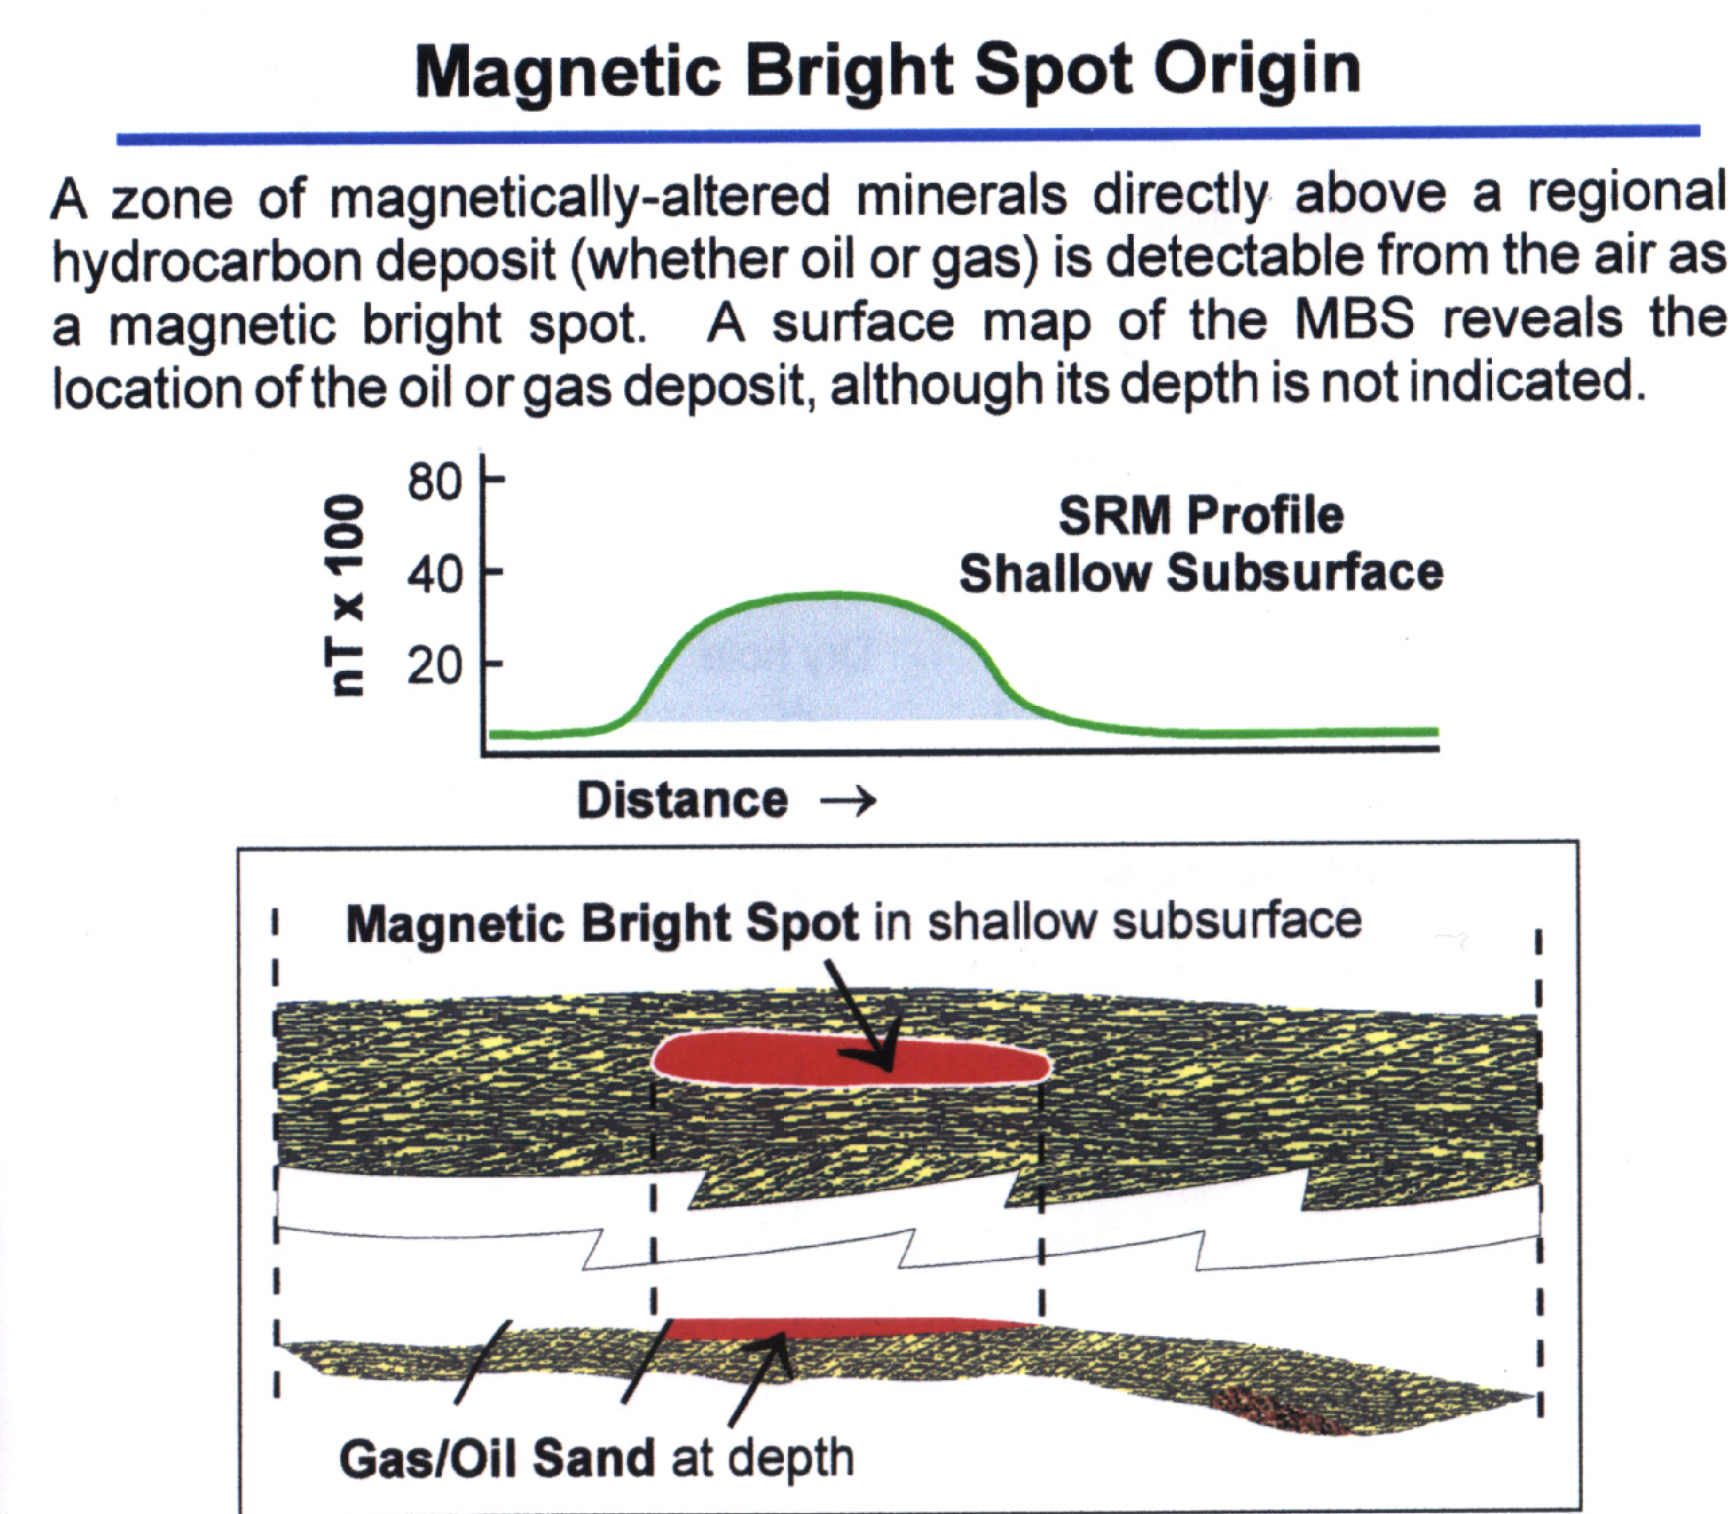 Magnetic Bright Spot Origin
A zone of magnetically-altered minerals directly above a regional
hydrocarbon deposit (whether oil or gas) is detectable from the air as
a magnetic bright spot. A surface map of the MBS reveals the
location of the oil or gas deposit, although its depth is not indicated.
80
40
20
nT x 100
SRM Profile
Shallow Subsurface
Distance →
Magnetic Bright Spot in shallow subsurface
Gas/Oil Sand at depth